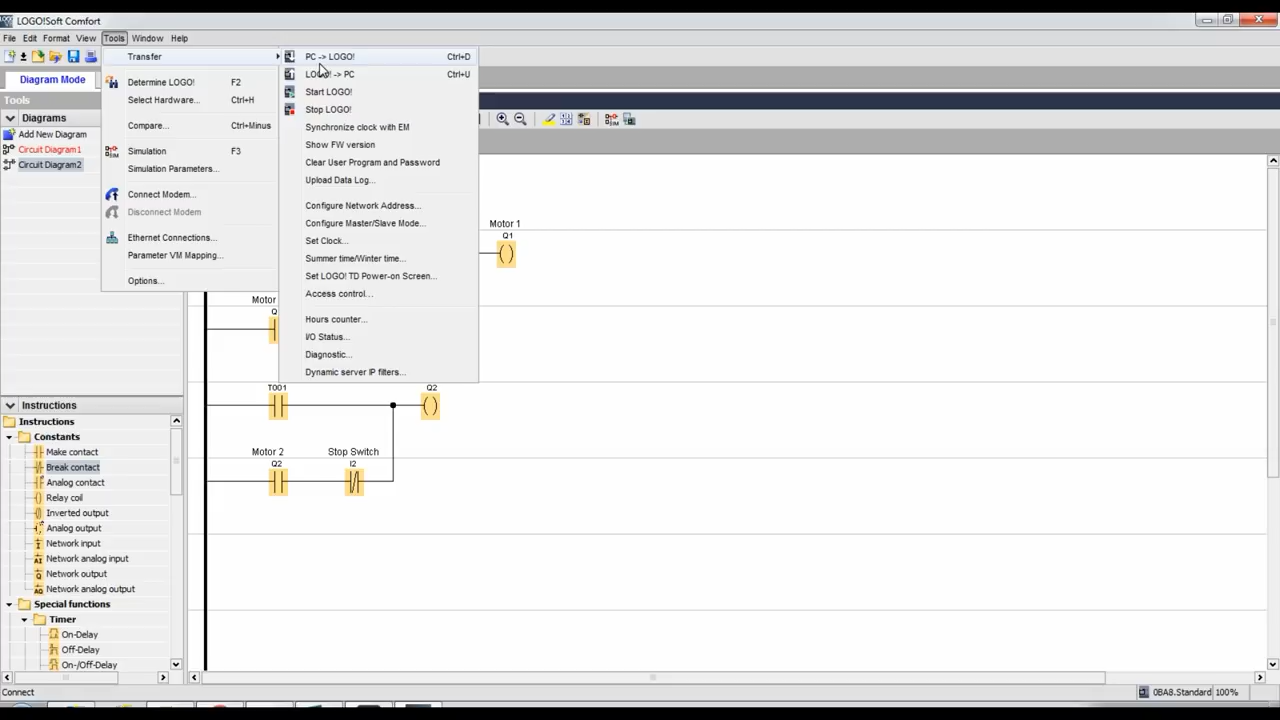 LOGO!Soft Comfort
File Edit Format View Tools Window Help
Diagram Mode
Tools
Diagrams
Add New Diagram
Circuit Diagram1
Circuit Diagram2
Transfer
Determine LOGO! F2
Select Hardware... Ctrl+H
Compare... Ctrl+Minus
Simulation F3
Simulation Parameters...
Connect Modem...
Disconnect Modem
Ethernet Connections...
Parameter VM Mapping...
Options...
PC -> LOGO! Ctrl+D
LOGO! -> PC Ctrl+U
Start LOGO!
Stop LOGO!
Synchronize clock with EM
Show FW version
Clear User Program and Password
Upload Data Log...
Configure Network Address...
Configure Master/Slave Mode...
Set Clock...
Summer time/Winter time...
Set LOGO! TD Power-on Screen...
Access control...
Hours counter...
I/O Status...
Diagnostic...
Dynamic server IP filters...
Motor 1
Q1
Motor
Q
T001
Q2
Motor 2
Stop Switch
Q2
I2
Instructions
Instructions
Constants
Make contact
Break contact
Analog contact
Relay coil
Inverted output
Analog output
Network input
Network analog input
Network output
Network analog output
Special functions
Timer
On-Delay
Off-Delay
On-/Off-Delay
Connect
0BA8.Standard 100%